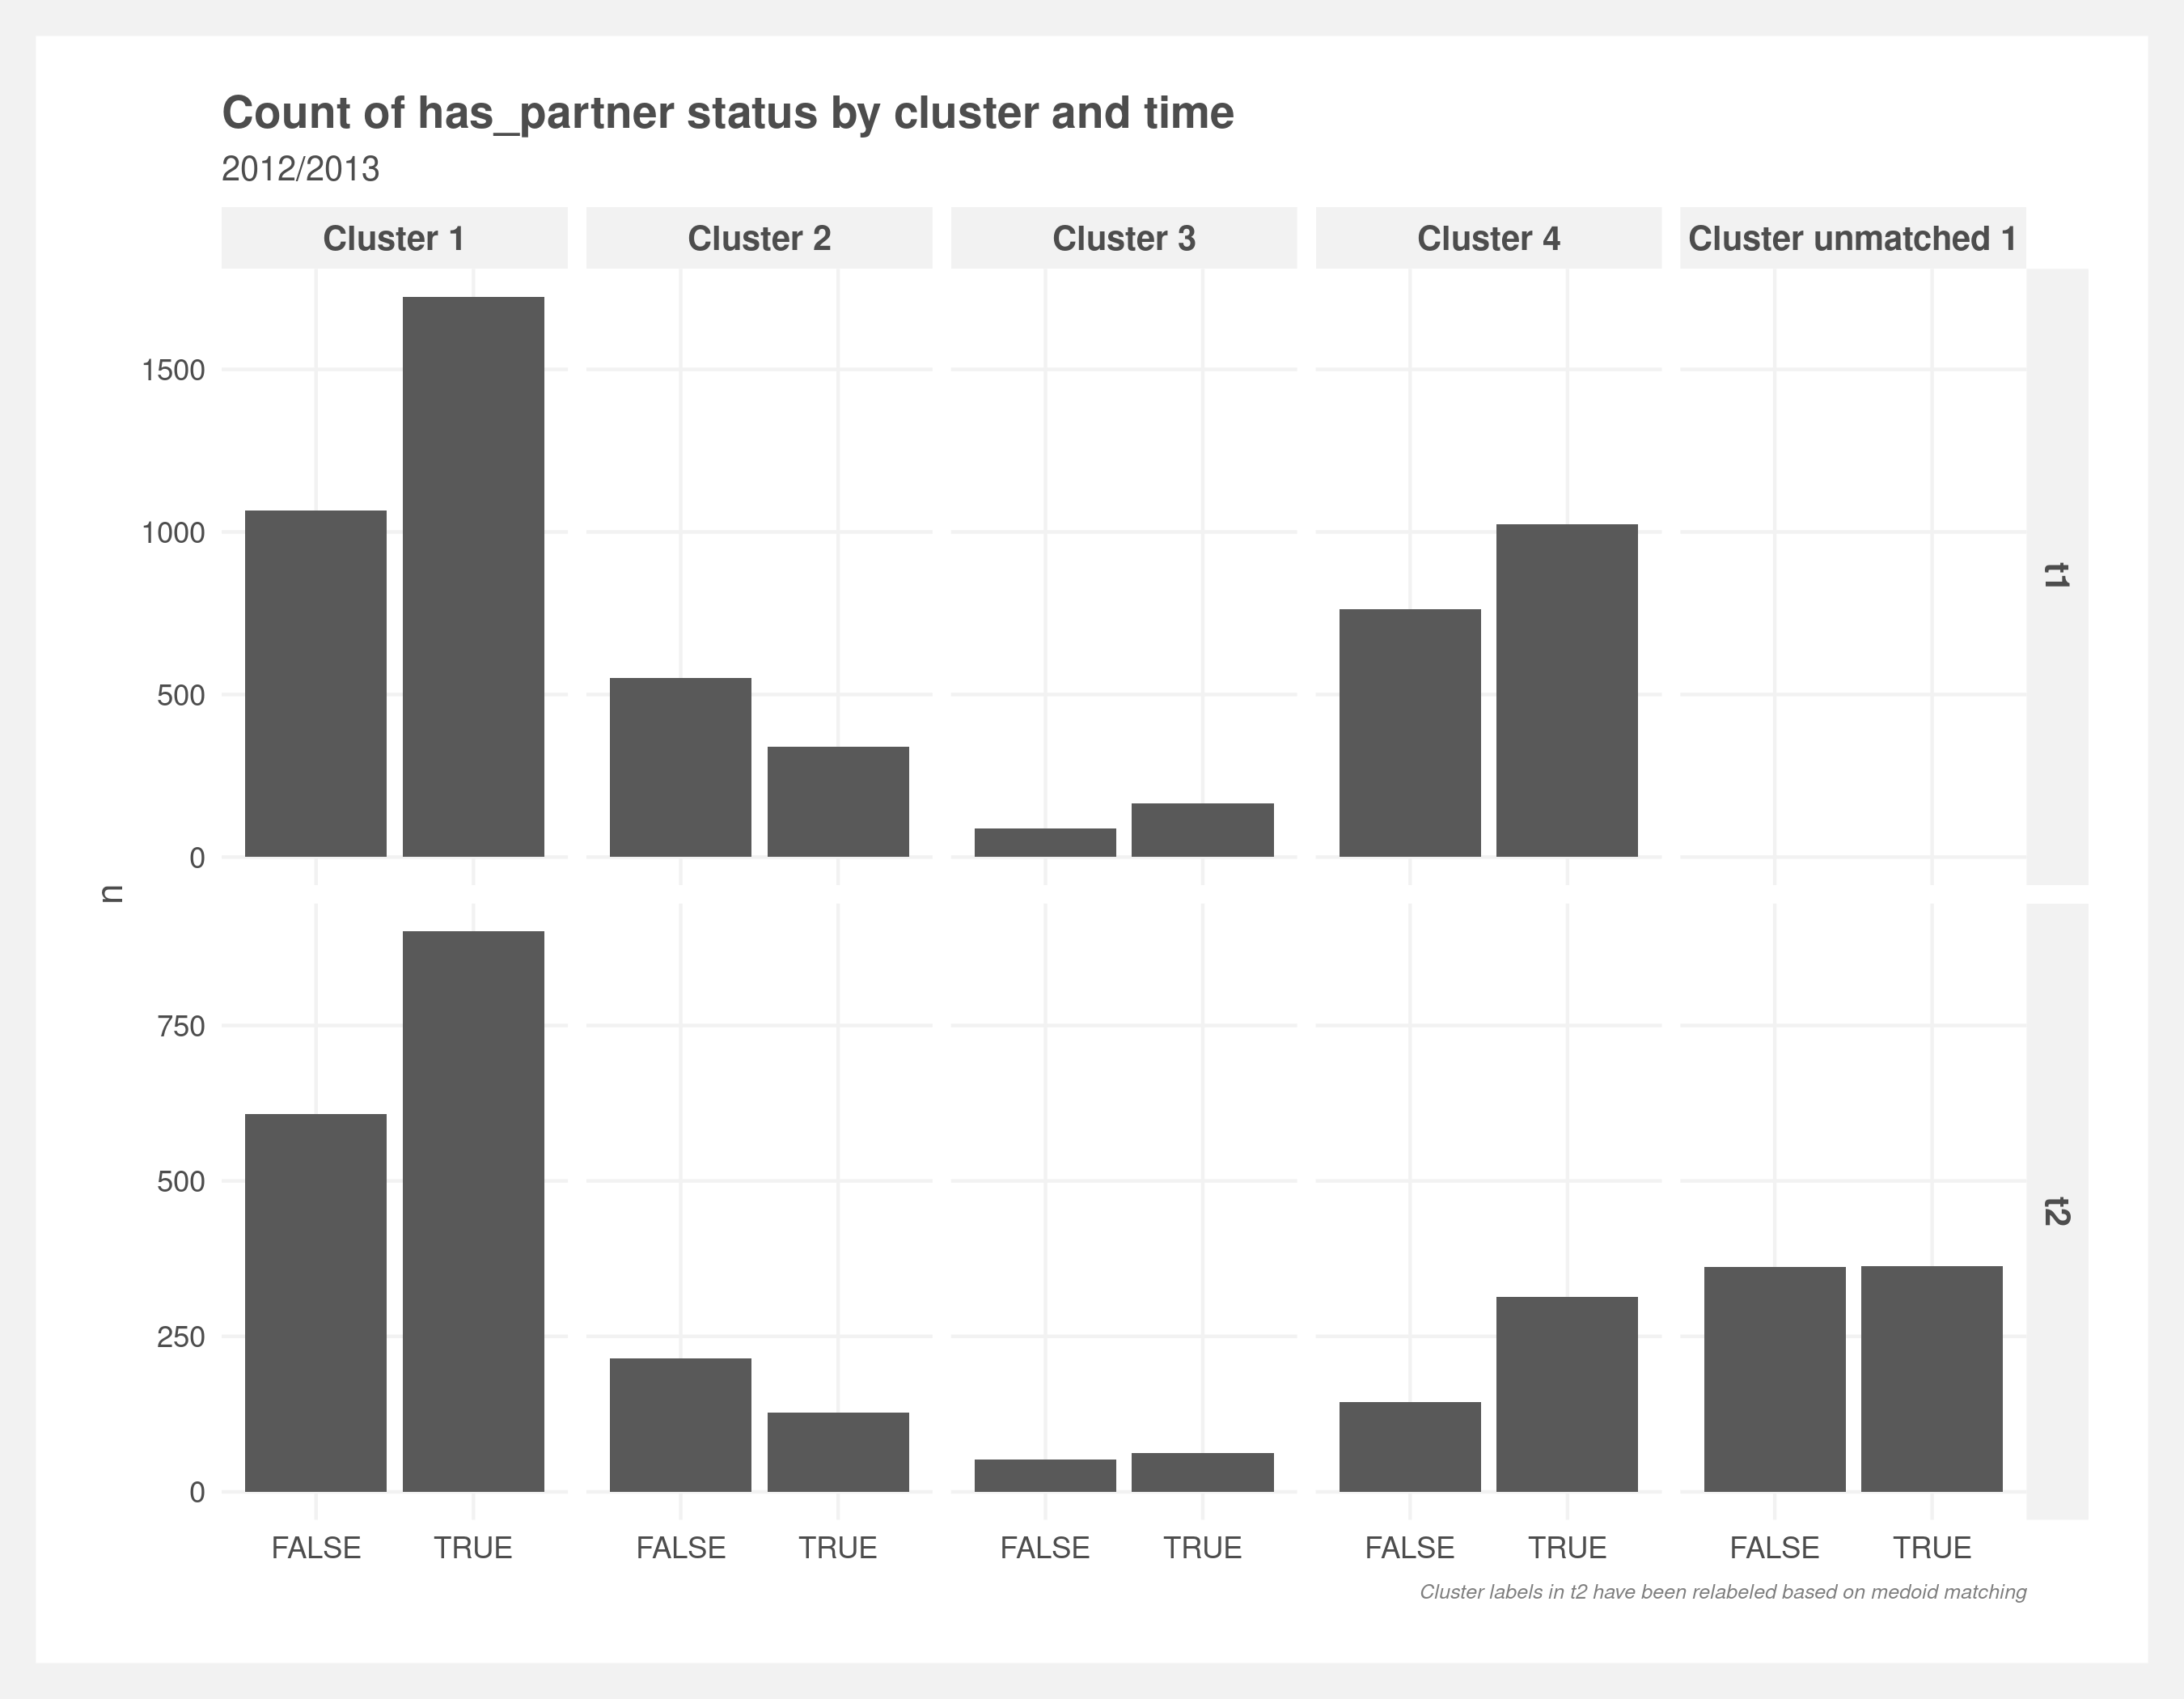 Count of has_partner status by cluster and time
2012/2013
Cluster 1
Cluster 2
Cluster 3
Cluster 4
Cluster unmatched 1
1500
1000
500
0
t1
n
750
500
250
0
t2
FALSE
TRUE
FALSE
TRUE
FALSE
TRUE
FALSE
TRUE
FALSE
TRUE
Cluster labels in t2 have been relabeled based on medoid matching